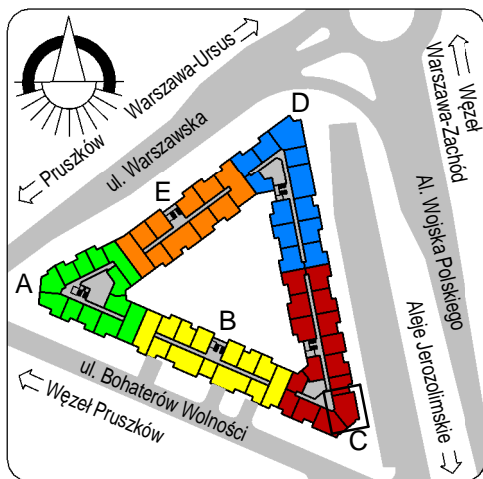 Warszawa-Ursus
Pruszków
ul. Warszawska
D
Węzeł
Warszawa-Zachód
E
Al. Wojska Polskiego
A
B
Aleje Jerozolimskie
ul. Bohaterów Wolności
Węzeł Pruszków
C